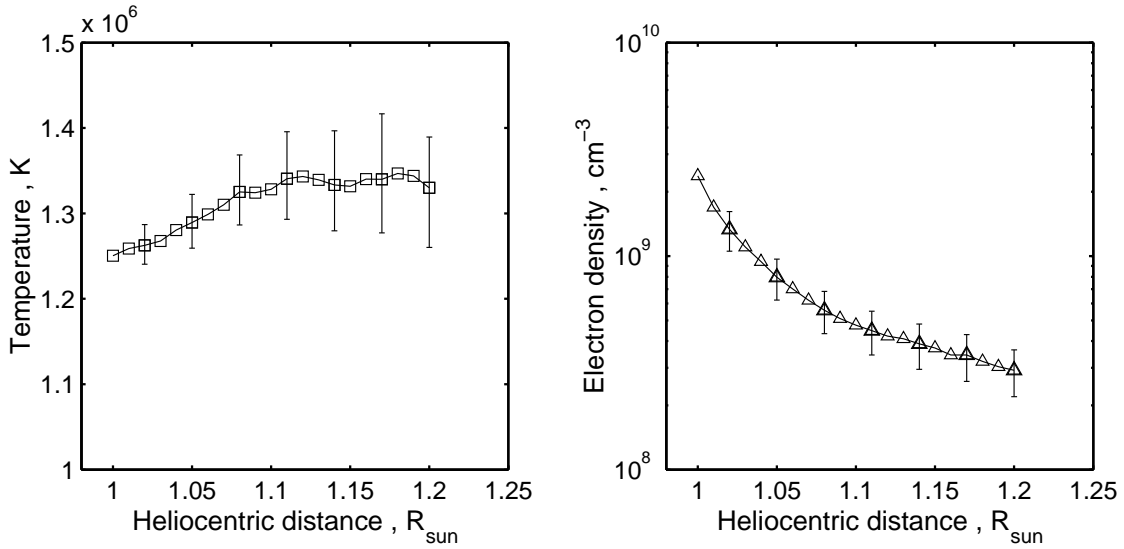 x 10^6
1.5
1.4
1.3
1.2
1.1
1
Temperature , K
1 1.05 1.1 1.15 1.2 1.25
Heliocentric distance , R_sun
10^10
10^9
10^8
Electron density , cm^−3
1 1.05 1.1 1.15 1.2 1.25
Heliocentric distance , R_sun